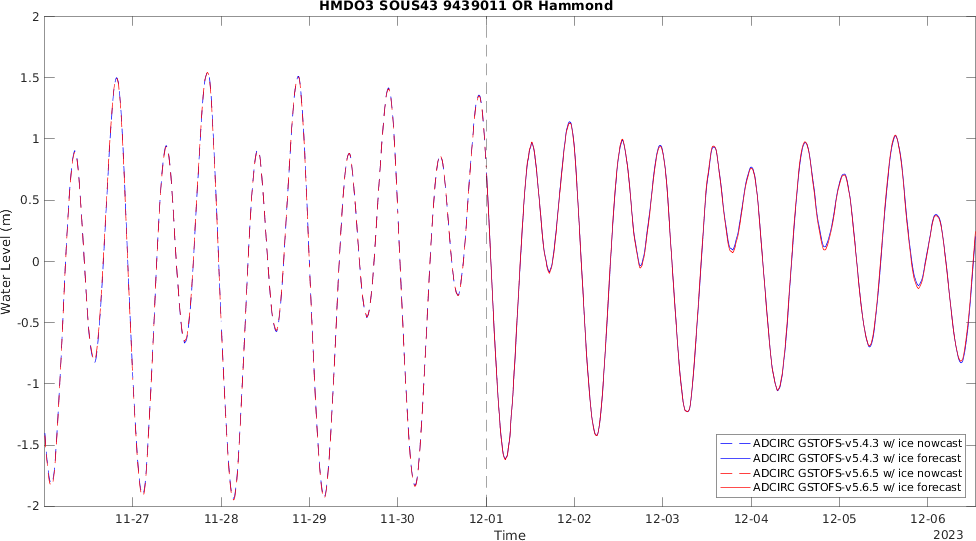 HMDO3 SOUS43 9439011 OR Hammond
2
1.5
1
0.5
0
-0.5
-1
-1.5
-2
Water Level (m)
11-27 11-28 11-29 11-30 12-01 12-02 12-03 12-04 12-05 12-06
Time
2023
ADCIRC GSTOFS-v5.4.3 w/ ice nowcast
ADCIRC GSTOFS-v5.4.3 w/ ice forecast
ADCIRC GSTOFS-v5.6.5 w/ ice nowcast
ADCIRC GSTOFS-v5.6.5 w/ ice forecast